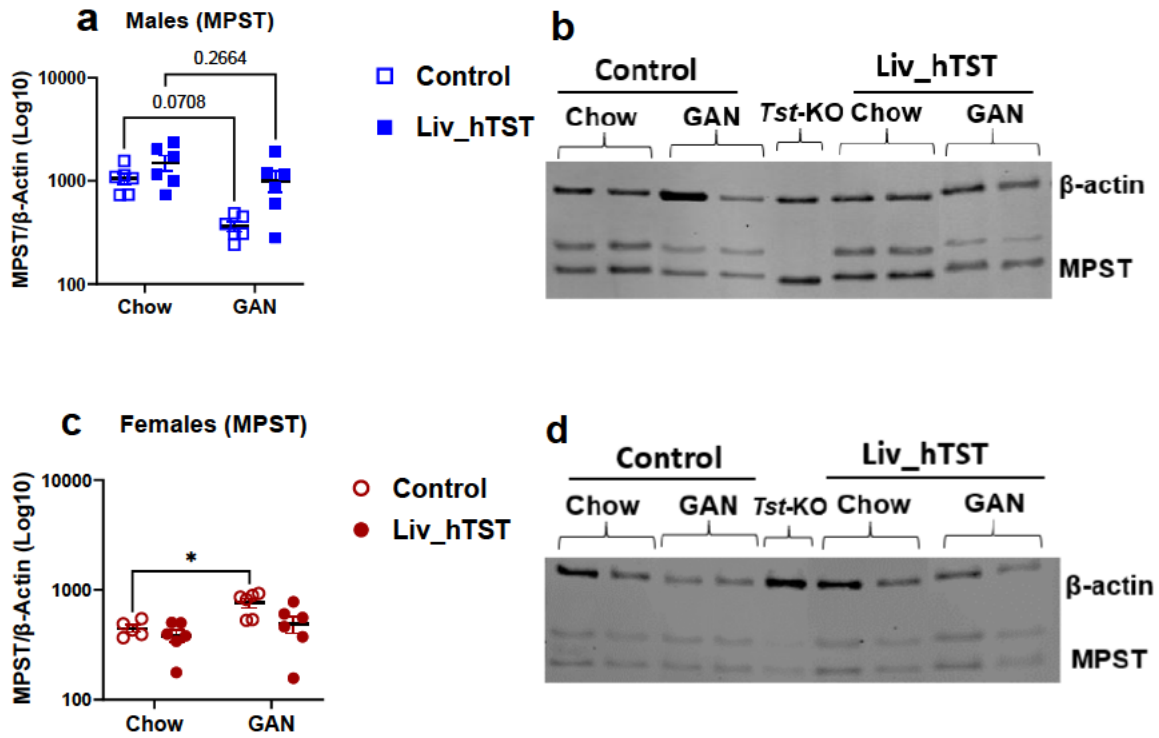 a Males (MPST)
MPST/β-Actin (Log10)
10000
1000
100
0.2664
0.0708
Chow GAN
Control
Liv_hTST
b
Control Liv_hTST
Chow GAN Tst-KO Chow GAN
β-actin
MPST
c Females (MPST)
MPST/β-Actin (Log10)
10000
1000
100
*
Chow GAN
Control
Liv_hTST
d
Control Liv_hTST
Chow GAN Tst-KO Chow GAN
β-actin
MPST